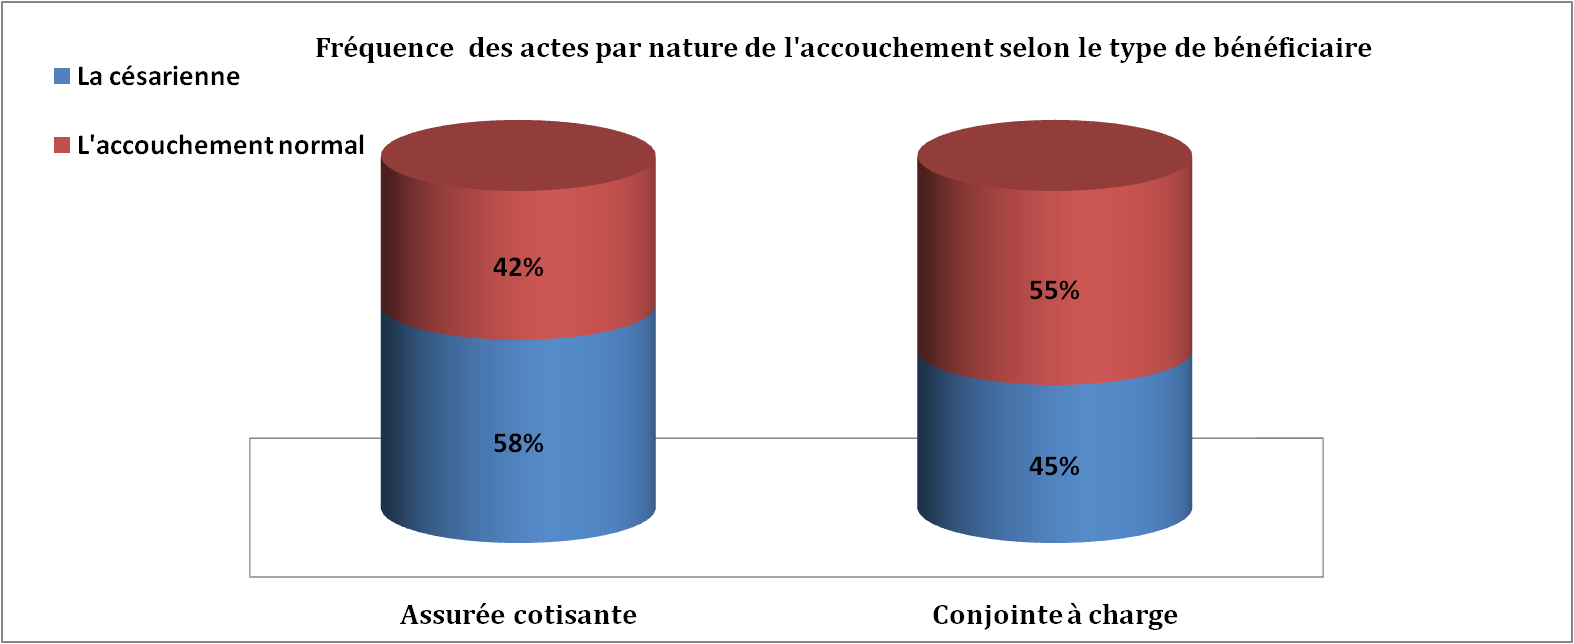 Fréquence  des actes par nature de l'accouchement selon le type de bénéficiaire
La césarienne
L'accouchement normal
42%
55%
58%
45%
Assurée cotisante
Conjointe à charge